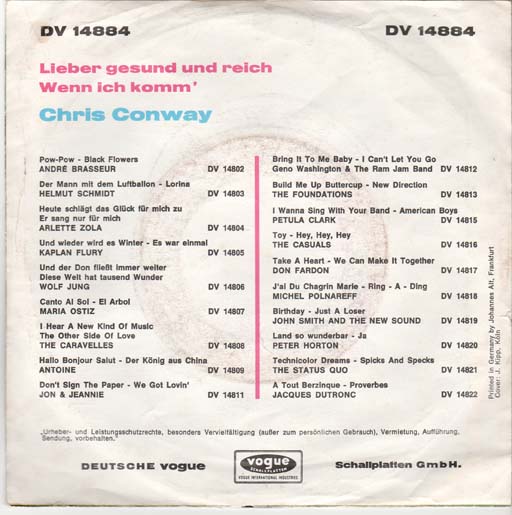 DV 14884 DV 14884
Lieber gesund und reich
Wenn ich komm'
Chris Conway
Pow-Pow - Black Flowers
ANDRÉ BRASSEUR DV 14802
Der Mann mit dem Luftballon - Lorina
HELMUT SCHMIDT DV 14803
Heute schlägt das Glück für mich zu
Er sang nur für mich
ARLETTE ZOLA DV 14804
Und wieder wird es Winter - Es war einmal
KAPLAN FLURY DV 14805
Und der Don fließt immer weiter
Diese Welt hat tausend Wunder
WOLF JUNG DV 14806
Canto Al Sol - El Arbol
MARIA OSTIZ DV 14807
I Hear A New Kind Of Music
The Other Side Of Love
THE CARAVELLES DV 14808
Hallo Bonjour Salut - Der König aus China
ANTOINE DV 14809
Don't Sign The Paper - We Got Lovin'
JON & JEANNIE DV 14811
Bring It To Me Baby - I Can't Let You Go
Geno Washington & The Ram Jam Band DV 14812
Build Me Up Buttercup - New Direction
THE FOUNDATIONS DV 14813
I Wanna Sing With Your Band - American Boys
PETULA CLARK DV 14815
Toy - Hey, Hey, Hey
THE CASUALS DV 14816
Take A Heart - We Can Make It Together
DON FARDON DV 14817
J'ai Du Chagrin Marie - Ring - A - Ding
MICHEL POLNAREFF DV 14818
Birthday - Just A Loser
JOHN SMITH AND THE NEW SOUND DV 14819
Land so wunderbar - Ja
PETER HORTON DV 14820
Technicolor Dreams - Spicks And Specks
THE STATUS QUO DV 14821
A Tout Berzinque - Proverbes
JACQUES DUTRONC DV 14822
Printed in Germany by Johannes Alt, Frankfurt
Cover: J. Kipp, Köln
„Urheber- und Leistungsschutzrechte, besonders Vervielfältigung (außer zum persönlichen Gebrauch), Vermietung, Aufführung,
Sendung, vorbehalten."
DEUTSCHE VOGUE
vogue
SCHALLPLATTEN
VOGUE INTERNATIONAL INDUSTRIES
Schallplatten GmbH.